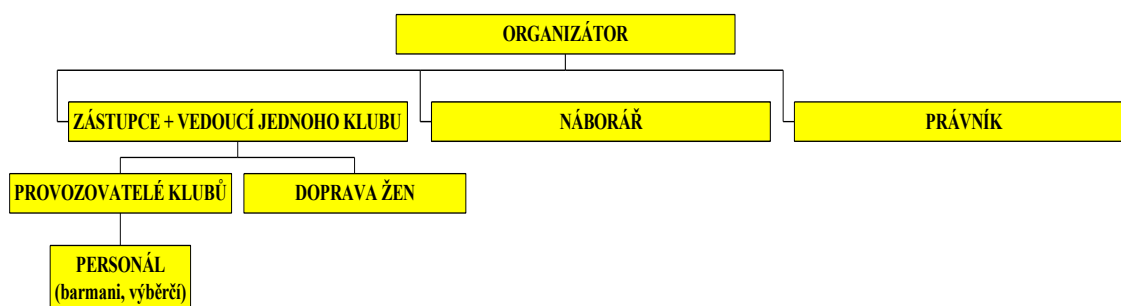 ORGANIZÁTOR
ZÁSTUPCE + VEDOUCÍ JEDNOHO KLUBU
NÁBORÁŘ
PRÁVNÍK
PROVOZOVATELÉ KLUBŮ
DOPRAVA ŽEN
PERSONÁL
(barmani, výběrčí)